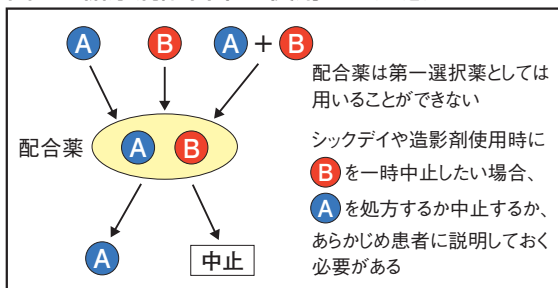 A B A + B
配合薬は第一選択薬としては
用いることができない
配合薬 A B
シックデイや造影剤使用時に
Bを一時中止したい場合、
Aを処方するか中止するか、
あらかじめ患者に説明しておく
必要がある
A 中止